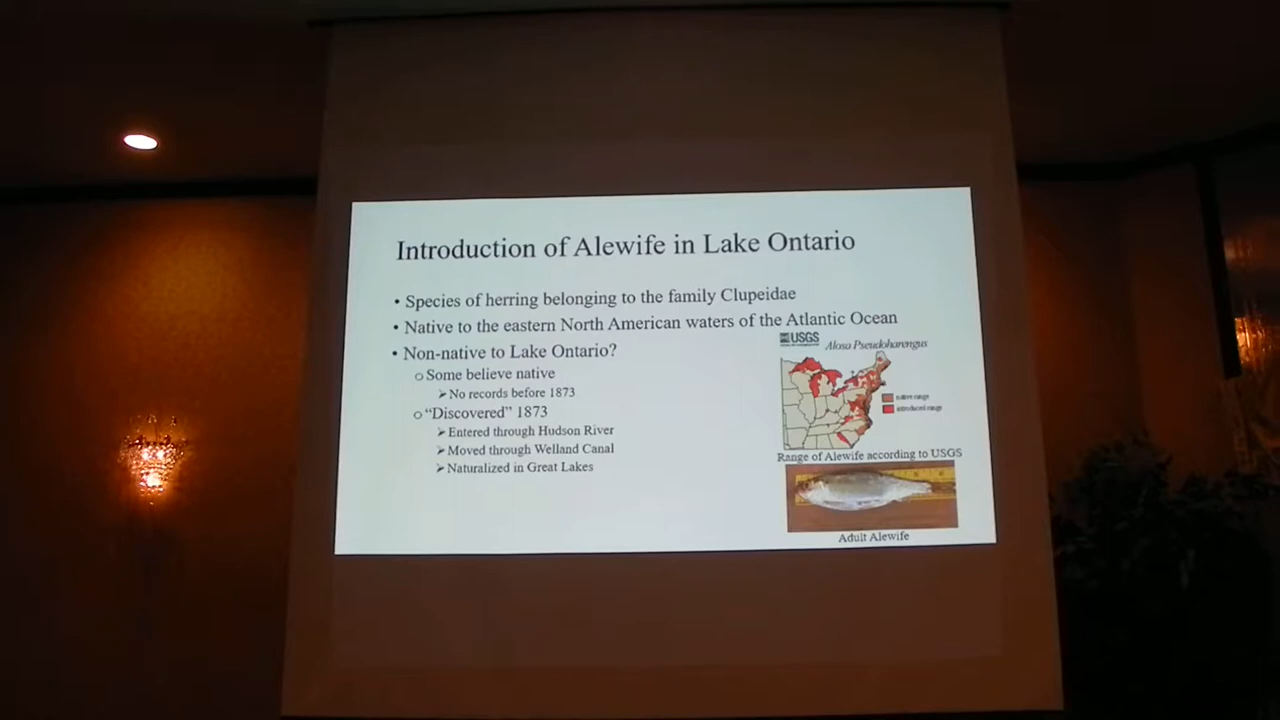 Introduction of Alewife in Lake Ontario
• Species of herring belonging to the family Clupeidae
• Native to the eastern North American waters of the Atlantic Ocean
• Non-native to Lake Ontario?
o Some believe native
➢ No records before 1873
o “Discovered” 1873
➢ Entered through Hudson River
➢ Moved through Welland Canal
➢ Naturalized in Great Lakes
USGS
Alosa Pseudoharengus
native range
introduced range
Range of Alewife according to USGS
Adult Alewife